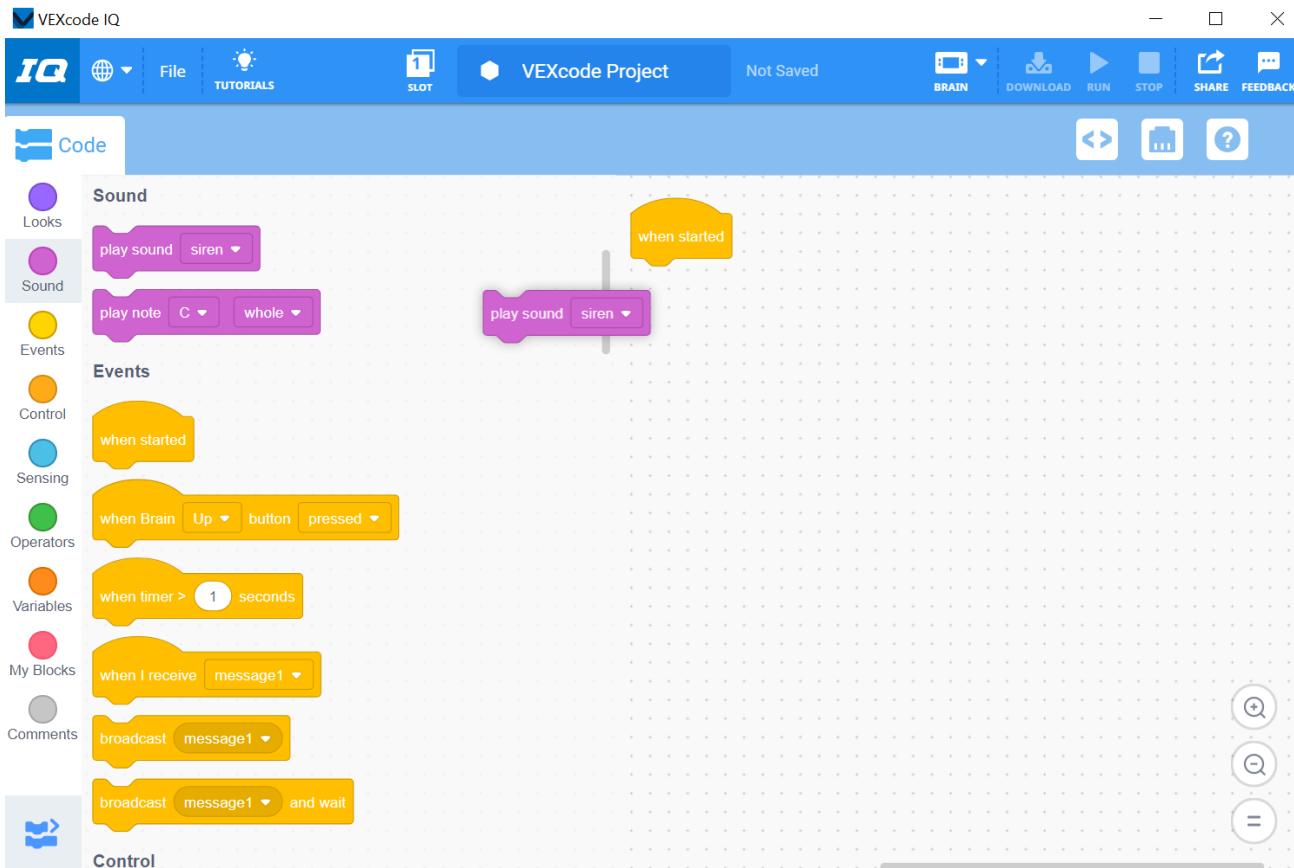 VEXcode IQ
IQ File TUTORIALS 1 SLOT VEXcode Project Not Saved BRAIN DOWNLOAD RUN STOP SHARE FEEDBACK
Code
Looks
Sound
Events
Control
Sensing
Operators
Variables
My Blocks
Comments
Sound
play sound siren
play note C whole
Events
when started
when Brain Up button pressed
when timer > 1 seconds
when I receive message1
broadcast message1
broadcast message1 and wait
Control
when started
play sound siren